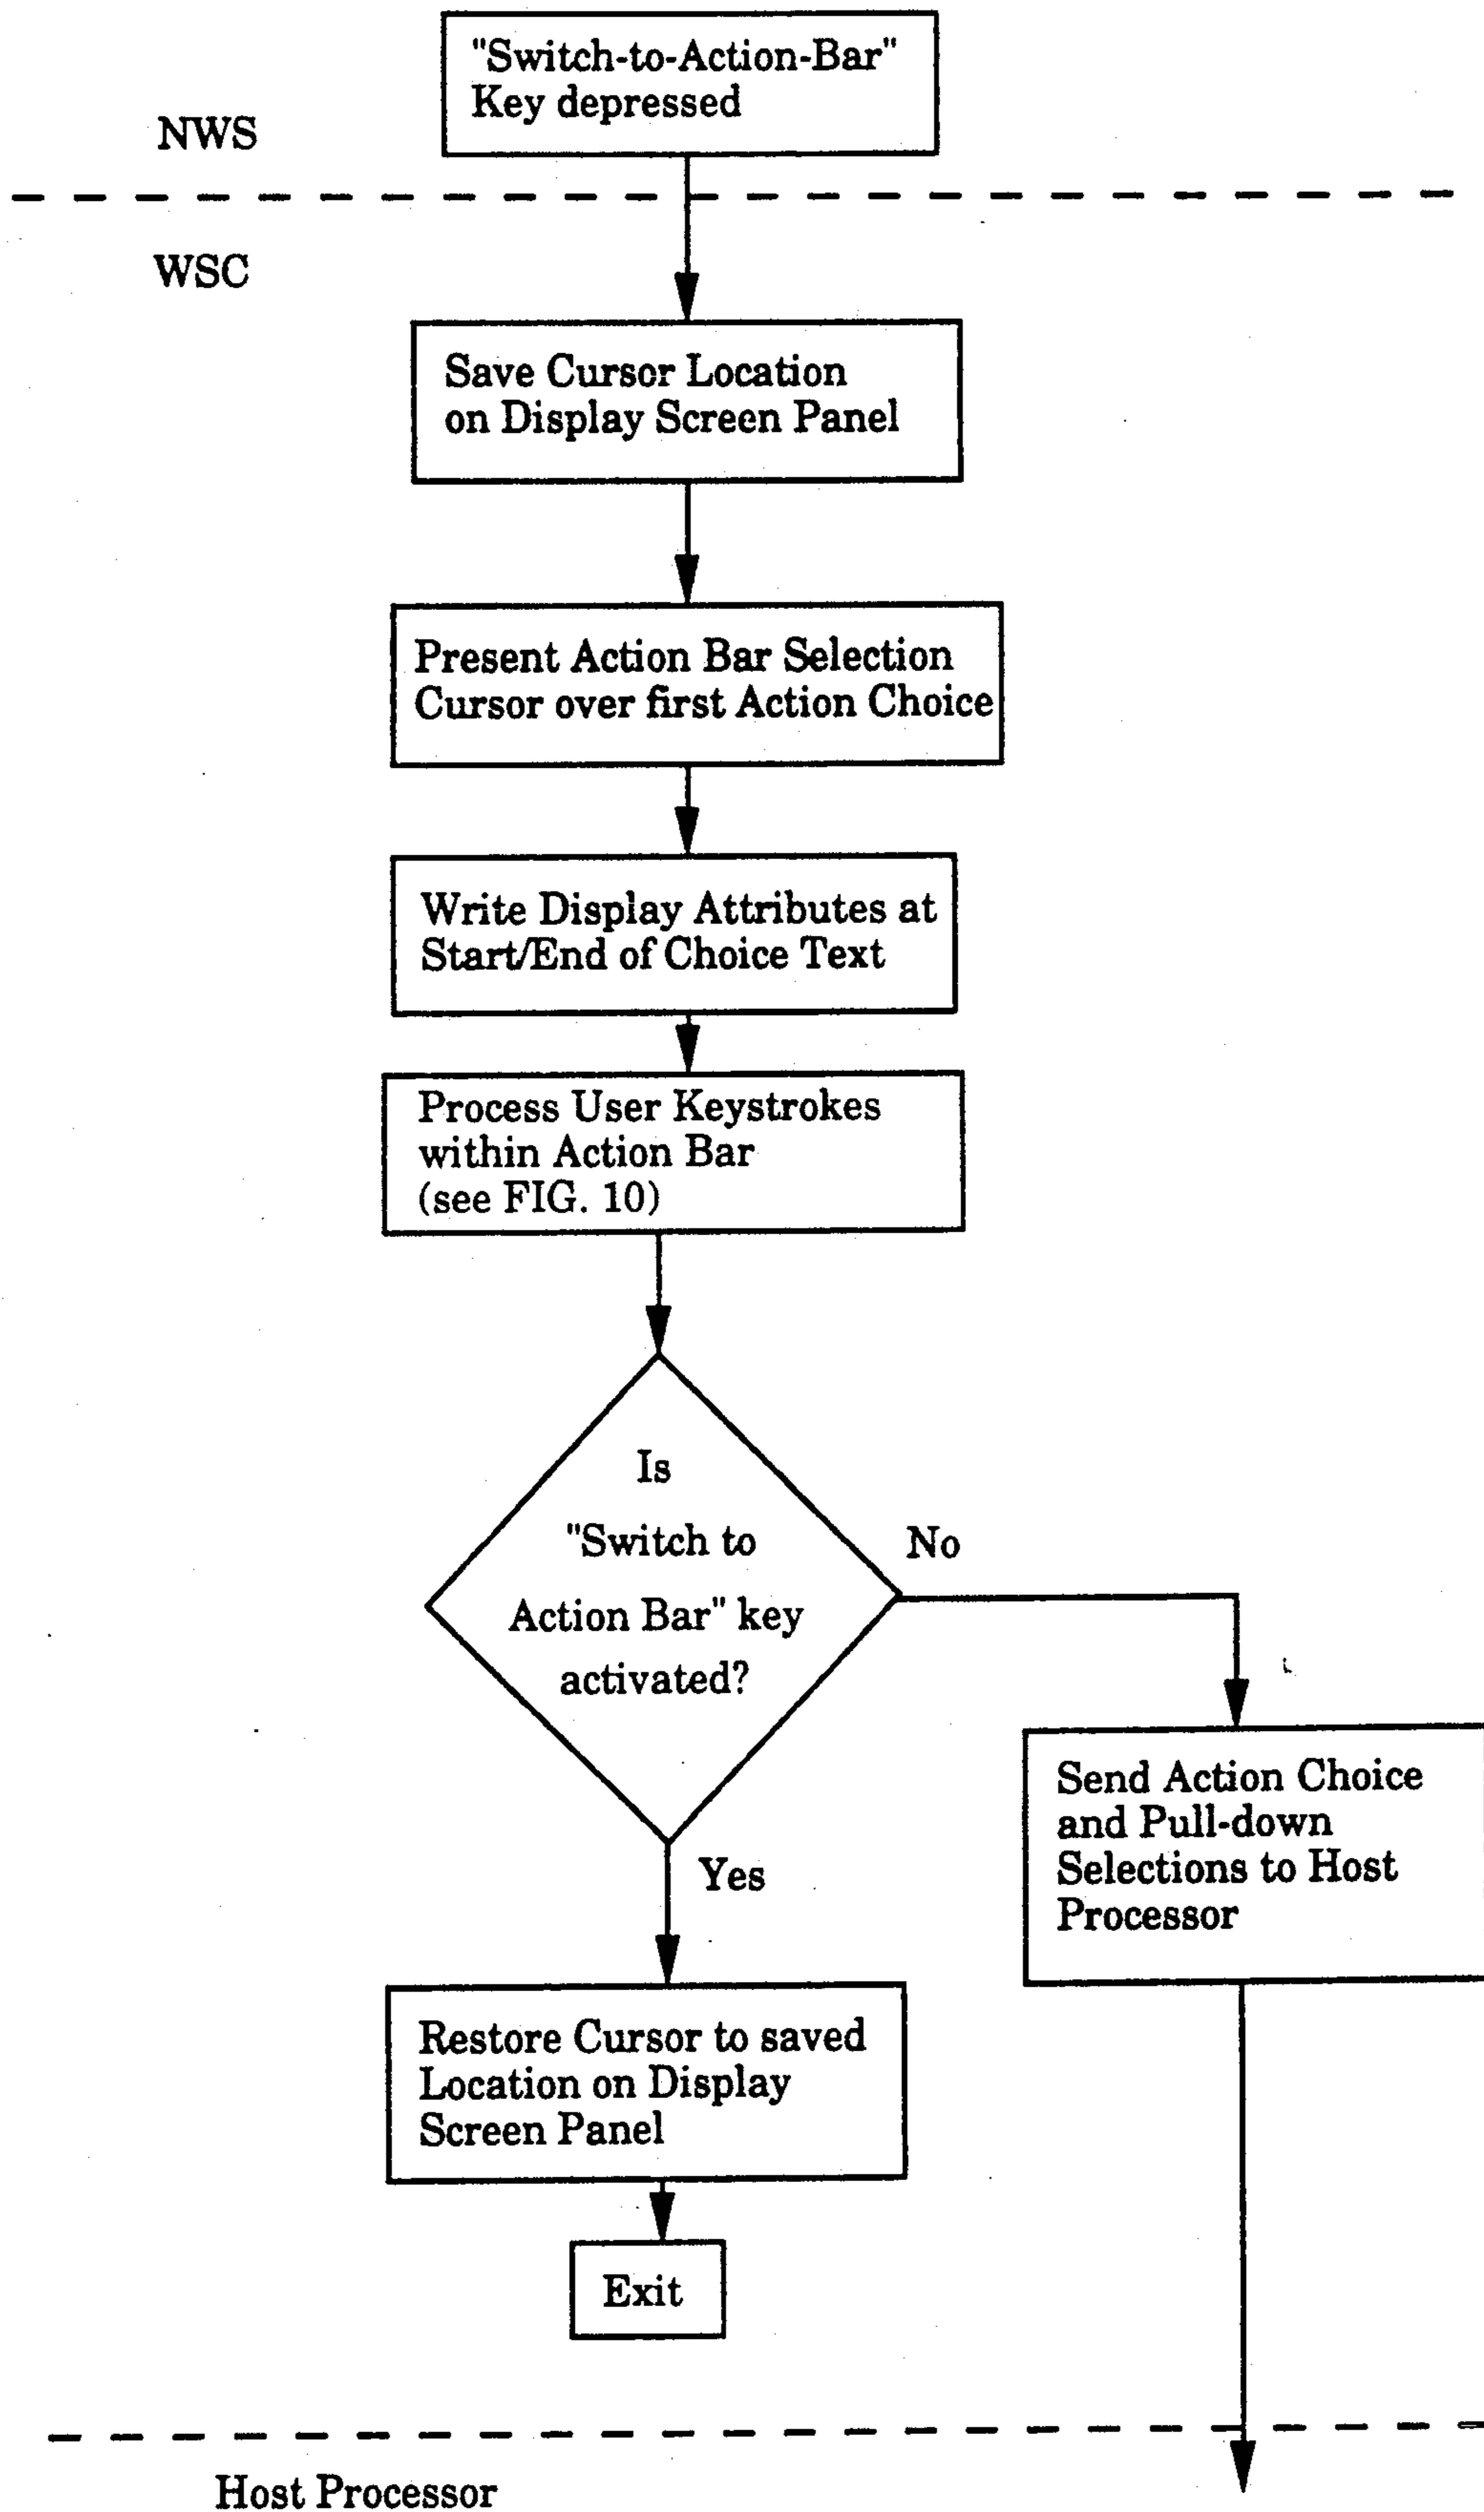 "Switch-to-Action-Bar"
Key depressed
NWS
WSC
Save Cursor Location
on Display Screen Panel
Present Action Bar Selection
Cursor over first Action Choice
Write Display Attributes at
Start/End of Choice Text
Process User Keystrokes
within Action Bar
(see FIG. 10)
Is
"Switch to
Action Bar" key
activated?
No
Yes
Send Action Choice
and Pull-down
Selections to Host
Processor
Restore Cursor to saved
Location on Display
Screen Panel
Exit
Host Processor